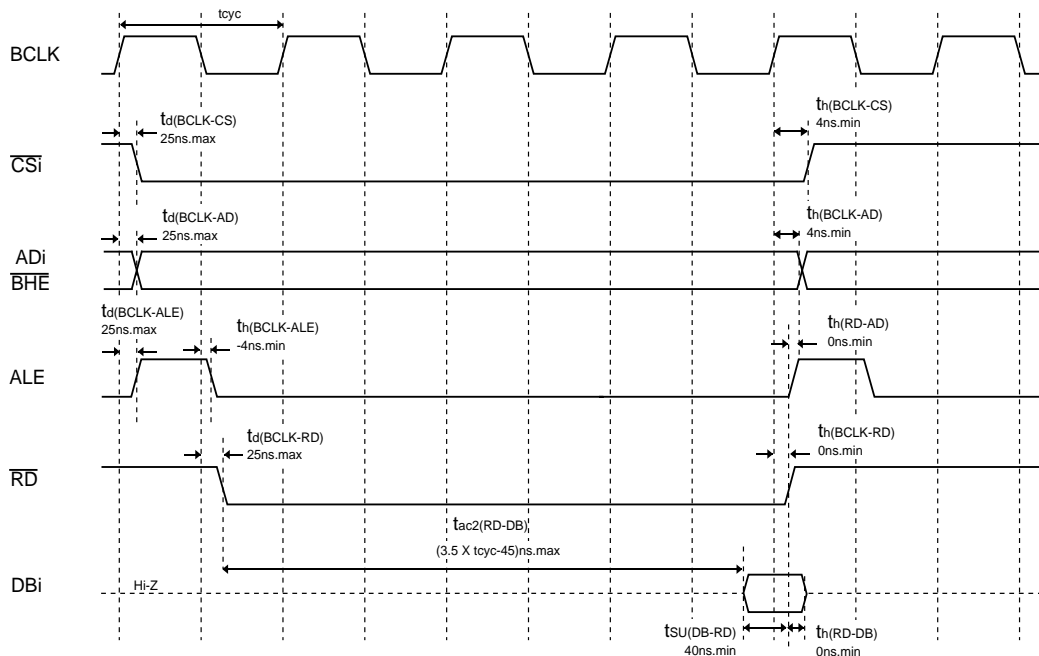 tcyc
BCLK
td(BCLK-CS)
25ns.max
th(BCLK-CS)
4ns.min
CSi
td(BCLK-AD)
25ns.max
th(BCLK-AD)
4ns.min
ADi
BHE
td(BCLK-ALE)
25ns.max
th(BCLK-ALE)
-4ns.min
th(RD-AD)
0ns.min
ALE
td(BCLK-RD)
25ns.max
th(BCLK-RD)
0ns.min
RD
tac2(RD-DB)
(3.5 X tcyc-45)ns.max
DBi
Hi-Z
tSU(DB-RD)
40ns.min
th(RD-DB)
0ns.min